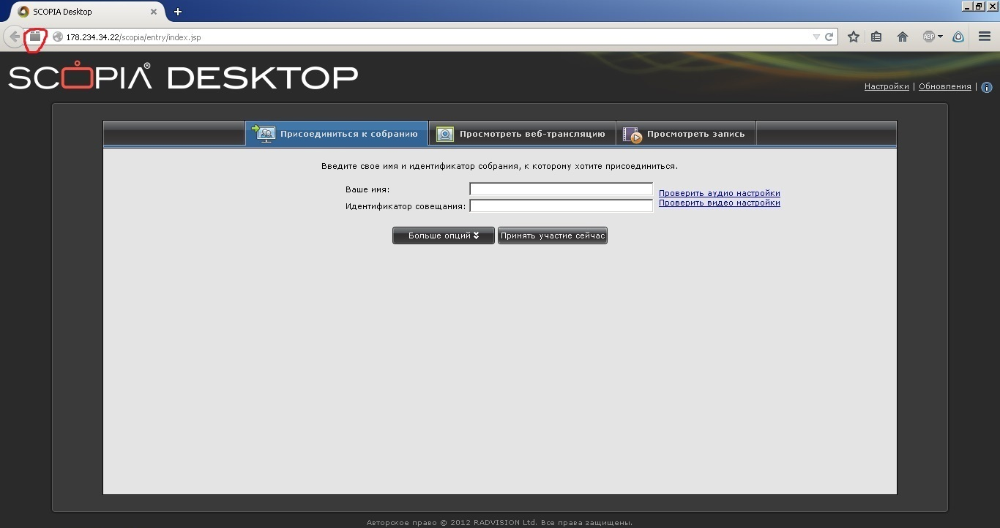 SCOPIA Desktop
178.234.34.22/scopia/entry/index.jsp
ABP
SCOPIA® DESKTOP
Настройки | Обновления |
Присоединиться к собранию
Просмотреть веб-трансляцию
Просмотреть запись
Введите свое имя и идентификатор собрания, к которому хотите присоединиться.
Ваше имя:
Идентификатор совещания:
Проверить аудио настройки
Проверить видео настройки
Больше опций
Принять участие сейчас
Авторское право © 2012 RADVISION Ltd. Все права защищены.